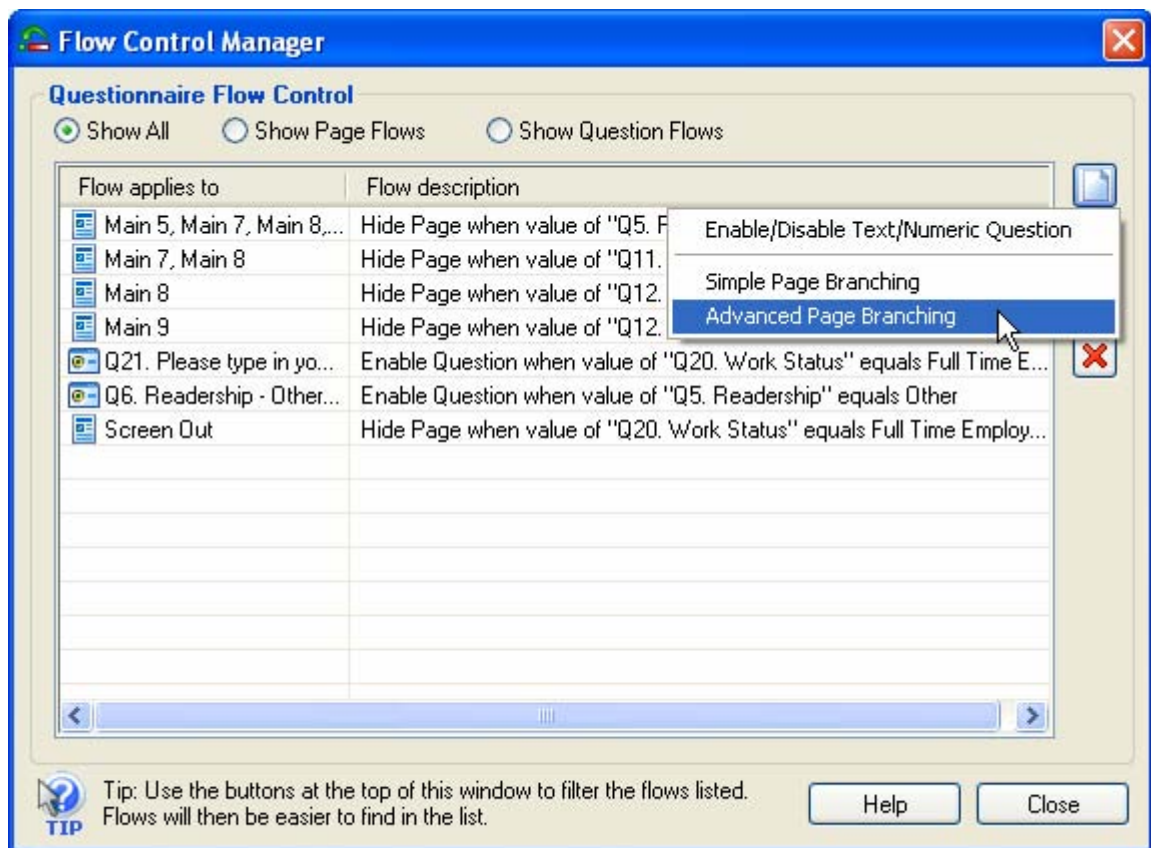 Flow Control Manager
Questionnaire Flow Control
Show All Show Page Flows Show Question Flows
Flow applies to Flow description
Main 5, Main 7, Main 8,... Hide Page when value of "Q5.
Main 7, Main 8 Hide Page when value of "Q11.
Main 8 Hide Page when value of "Q12.
Main 9 Hide Page when value of "Q12.
Enable/Disable Text/Numeric Question
Simple Page Branching
Advanced Page Branching
Q21. Please type in yo... Enable Question when value of "Q20. Work Status" equals Full Time E...
Q6. Readership - Other... Enable Question when value of "Q5. Readership" equals Other
Screen Out Hide Page when value of "Q20. Work Status" equals Full Time Employ...
Tip: Use the buttons at the top of this window to filter the flows listed.
Flows will then be easier to find in the list.
TIP
Help Close